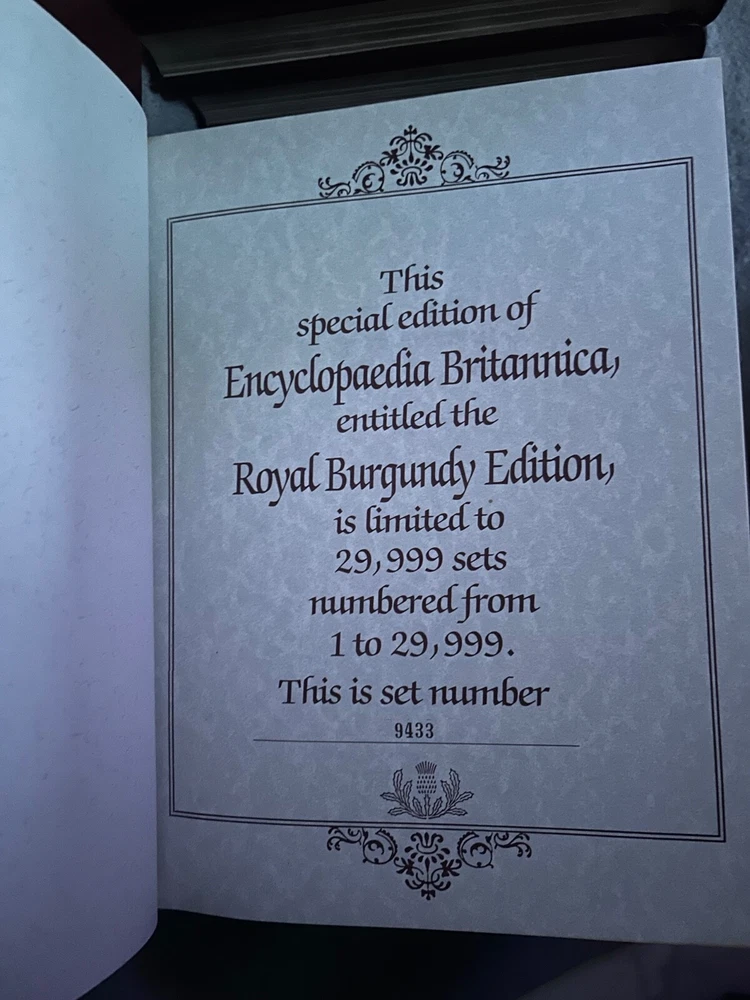 This
special edition of
Encyclopaedia Britannica,
entitled the
Royal Burgundy Edition,
is limited to
29,999 sets
numbered from
1 to 29,999.
This is set number
9433